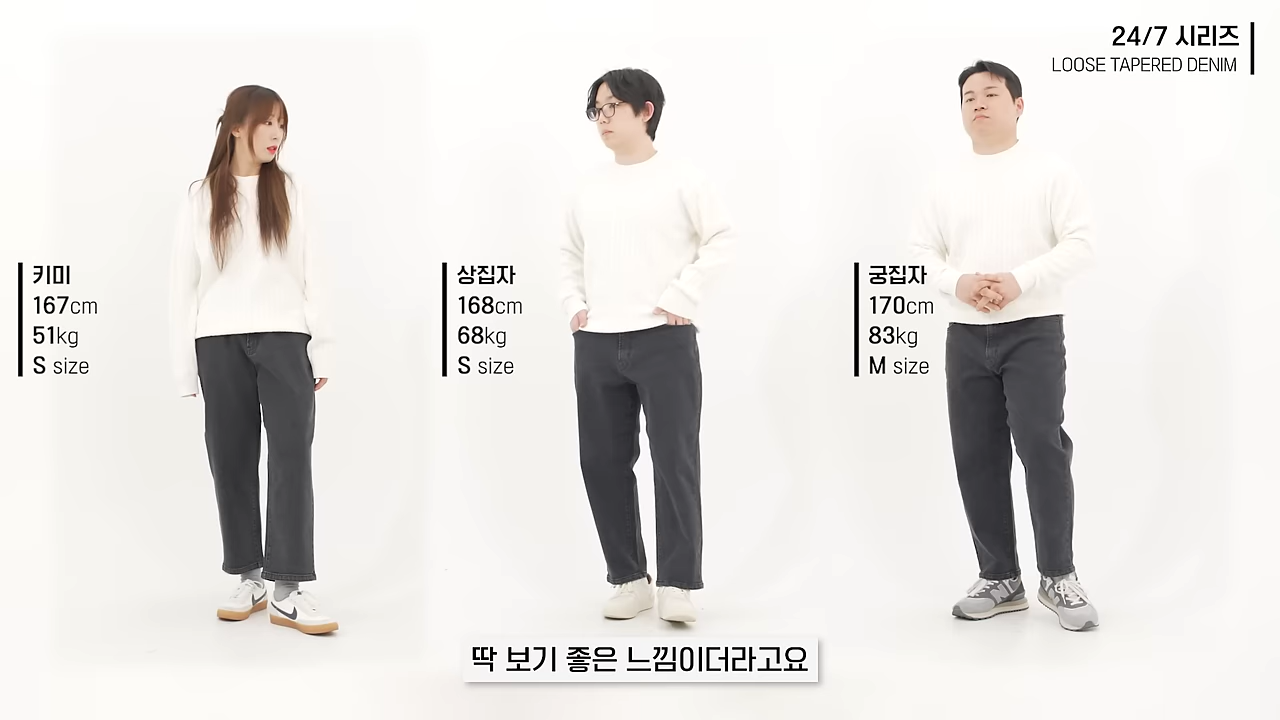 24/7 시리즈
LOOSE TAPERED DENIM
키미
167cm
51kg
S size
상집자
168cm
68kg
S size
궁집자
170cm
83kg
M size
딱 보기 좋은 느낌이더라고요